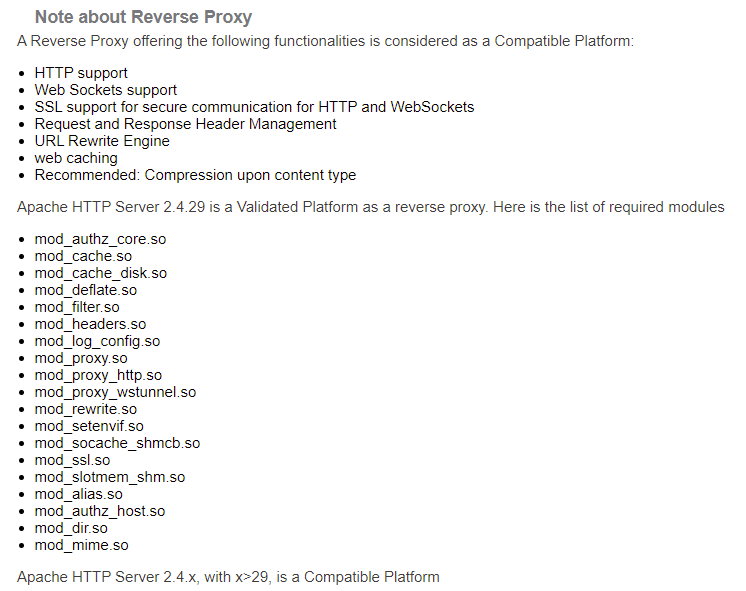 Note about Reverse Proxy
A Reverse Proxy offering the following functionalities is considered as a Compatible Platform:
• HTTP support
• Web Sockets support
• SSL support for secure communication for HTTP and WebSockets
• Request and Response Header Management
• URL Rewrite Engine
• web caching
• Recommended: Compression upon content type
Apache HTTP Server 2.4.29 is a Validated Platform as a reverse proxy. Here is the list of required modules
• mod_authz_core.so
• mod_cache.so
• mod_cache_disk.so
• mod_deflate.so
• mod_filter.so
• mod_headers.so
• mod_log_config.so
• mod_proxy.so
• mod_proxy_http.so
• mod_proxy_wstunnel.so
• mod_rewrite.so
• mod_setenvif.so
• mod_socache_shmcb.so
• mod_ssl.so
• mod_slotmem_shm.so
• mod_alias.so
• mod_authz_host.so
• mod_dir.so
• mod_mime.so
Apache HTTP Server 2.4.x, with x>29, is a Compatible Platform